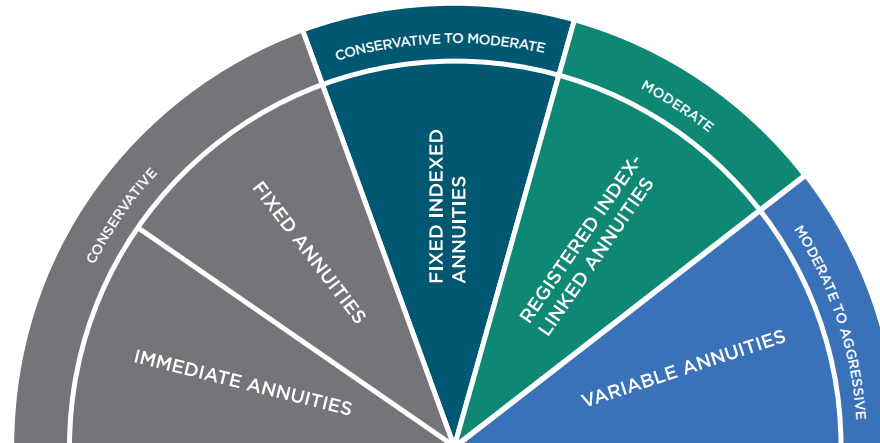 CONSERVATIVE
CONSERVATIVE TO MODERATE
MODERATE
MODERATE TO AGGRESSIVE
IMMEDIATE ANNUITIES
FIXED ANNUITIES
FIXED INDEXED
ANNUITIES
REGISTERED INDEX-
LINKED ANNUITIES
VARIABLE ANNUITIES